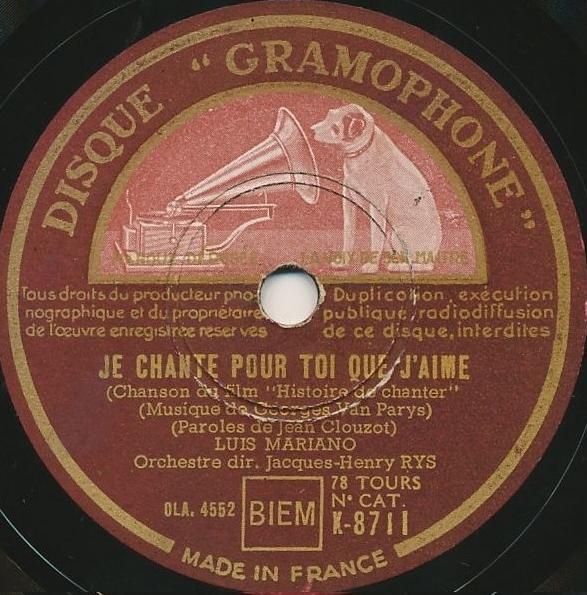 DISQUE "GRAMOPHONE"
MARQUE DÉPOSÉE LA VOIX DE SON MAITRE
Tous droits du producteur pho-
nographique et du propriétaire
de l'œuvre enregistrée réservés
Duplication, exécution
publique, radiodiffusion
de ce disque, interdites
JE CHANTE POUR TOI QUE J'AIME
(Chanson du film "Histoire de chanter")
(Musique de Georges Van Parys)
(Paroles de Jean Clouzot)
LUIS MARIANO
Orchestre dir. Jacques-Henry RYS
OLA. 4552
BIEM
78 TOURS
N° CAT.
K-8711
MADE IN FRANCE